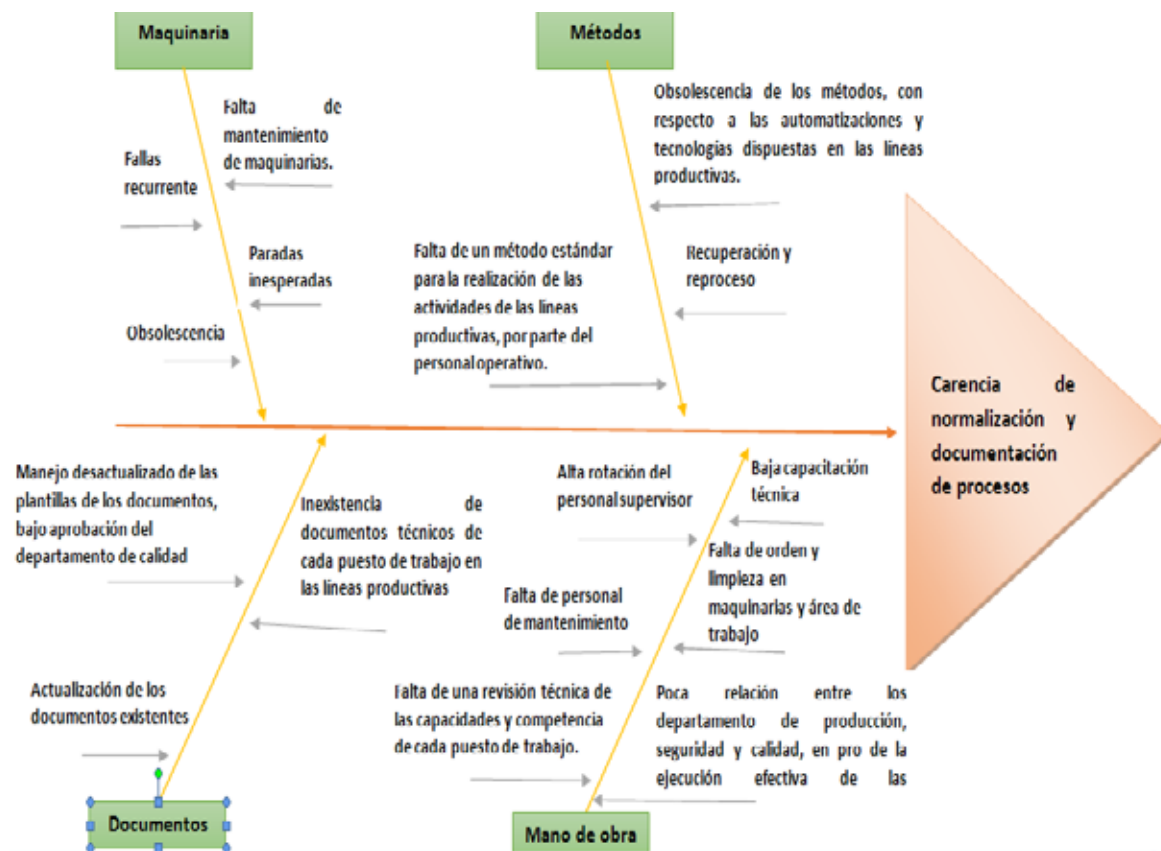 Maquinaria
Métodos
Falta de
mantenimiento
de maquinarias.
Fallas
recurrente
Paradas
inesperadas
Obsolescencia
Obsolescencia de los métodos, con
respecto a las automatizaciones y
tecnologías dispuestas en las líneas
productivas.
Falta de un método estándar
para la realización de las
actividades de las líneas
productivas, por parte del
personal operativo.
Recuperación y
reproceso
Carencia de
normalización y
documentación
de procesos
Manejo desactualizado de las
plantillas de los documentos,
bajo aprobación del
departamento de calidad
Inexistencia de
documentos técnicos de
cada puesto de trabajo en
las líneas productivas
Actualización de los
documentos existentes
Documentos
Alta rotación del
personal supervisor
Baja capacitación
técnica
Falta de personal
de mantenimiento
Falta de orden y
limpieza en
maquinarias y área de
trabajo
Falta de una revisión técnica de
las capacidades y competencia
de cada puesto de trabajo.
Poca relación entre los
departamento de producción,
seguridad y calidad, en pro de la
ejecución efectiva de las
Mano de obra